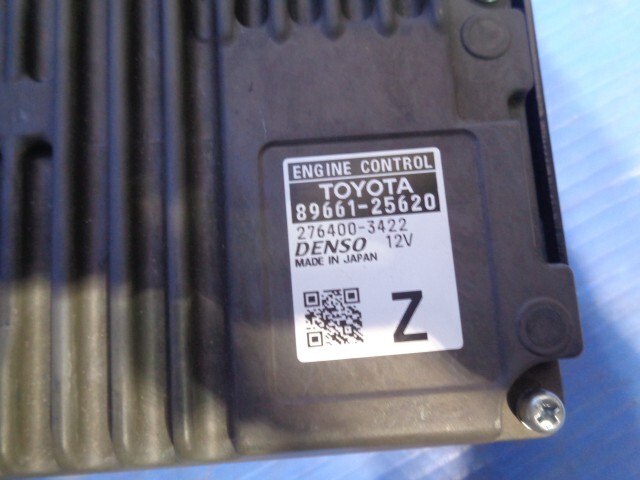 ENGINE CONTROL
TOYOTA
89661-25620
276400-3422
DENSO 12V
MADE IN JAPAN
Z